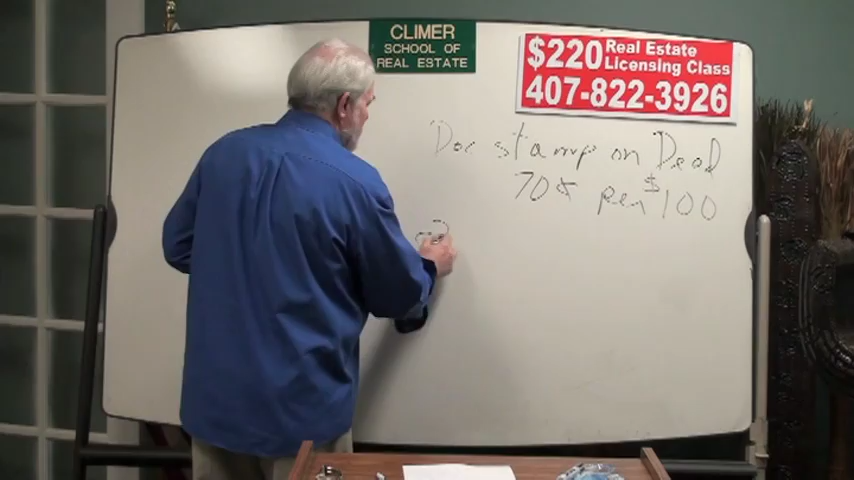 CLIMER
SCHOOL OF
REAL ESTATE
$220 Real Estate
Licensing Class
407-822-3926
Doc stamp on Deed
70¢ per $100